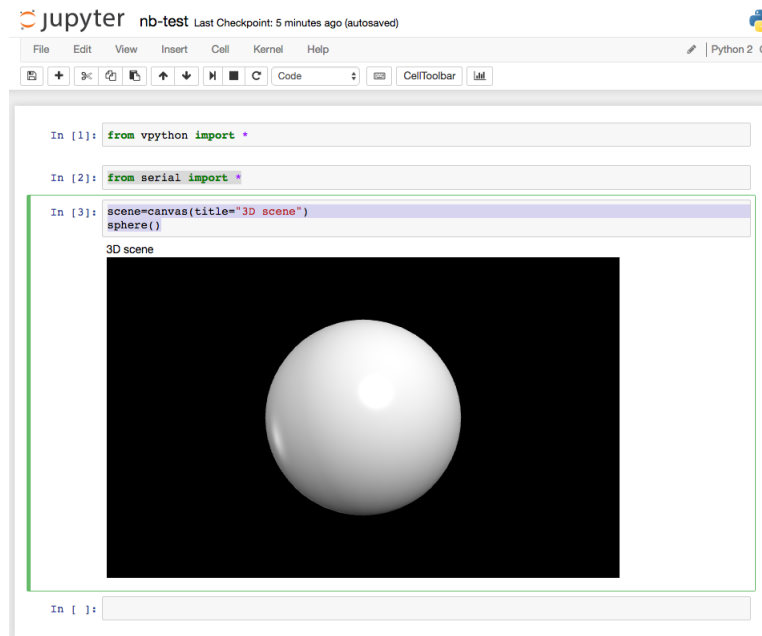 jupyter nb-test Last Checkpoint: 5 minutes ago (autosaved)
File Edit View Insert Cell Kernel Help Python 2
Code CellToolbar
In [1]: from vpython import *
In [2]: from serial import *
In [3]: scene=canvas(title="3D scene")
sphere()
3D scene
In [ ]: